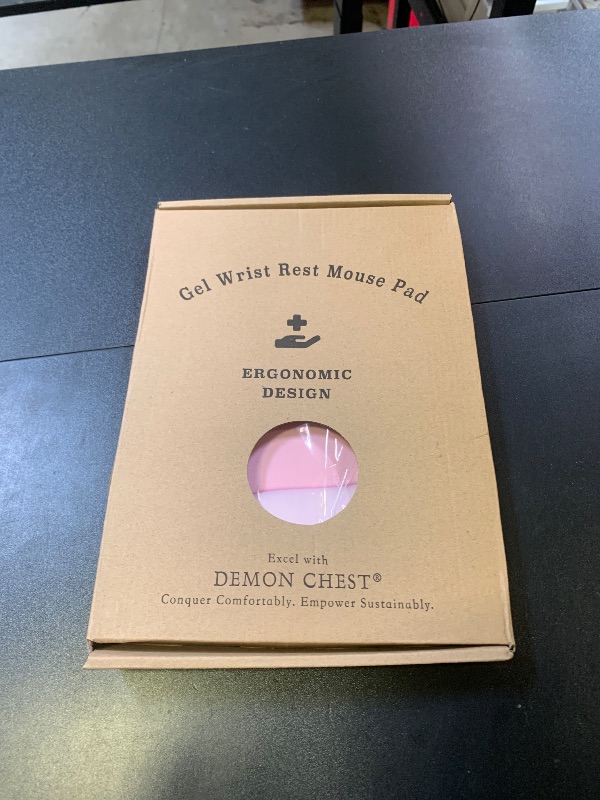 Gel Wrist Rest Mouse Pad
ERGONOMIC
DESIGN
Excel with
DEMON CHEST®
Conquer Comfortably. Empower Sustainably.